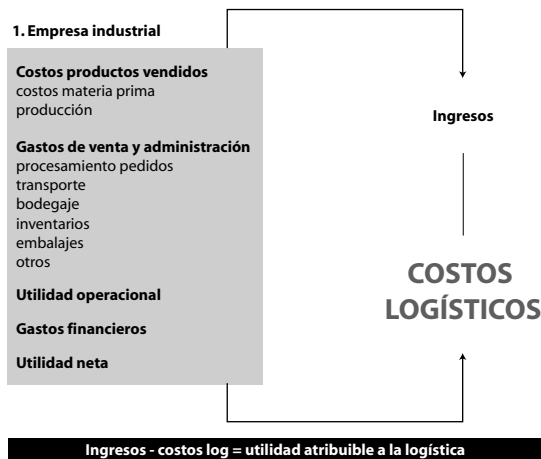 1. Empresa industrial
Costos productos vendidos
costos materia prima
producción
Gastos de venta y administración
procesamiento pedidos
transporte
bodegaje
inventarios
embalajes
otros
Utilidad operacional
Gastos financieros
Utilidad neta
Ingresos
COSTOS
LOGÍSTICOS
Ingresos - costos log = utilidad atribuible a la logística